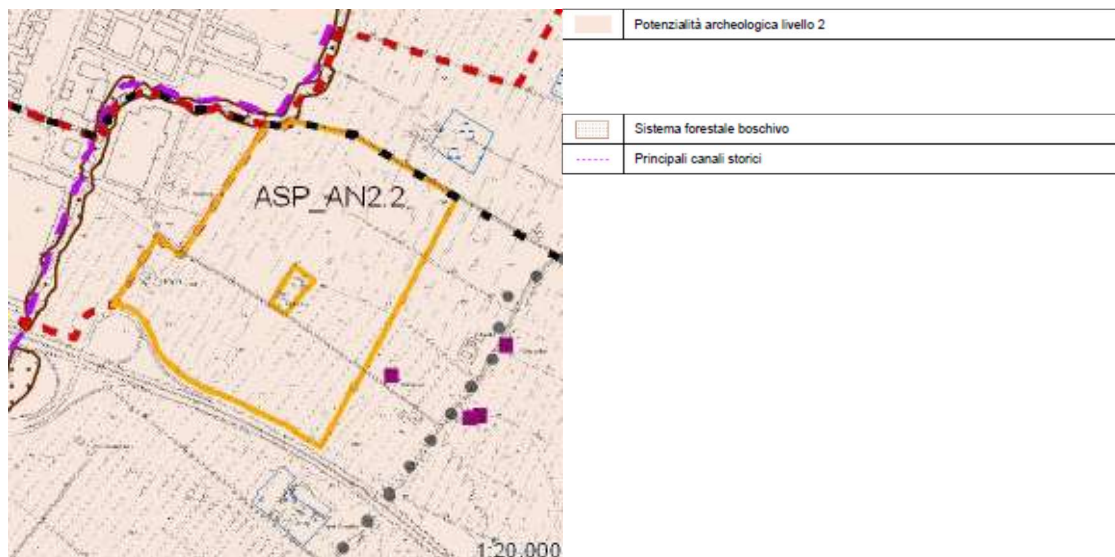 Potenzialità archeologica livello 2
Sistema forestale boschivo
Principali canali storici
ASP_AN2.2
1:20.000